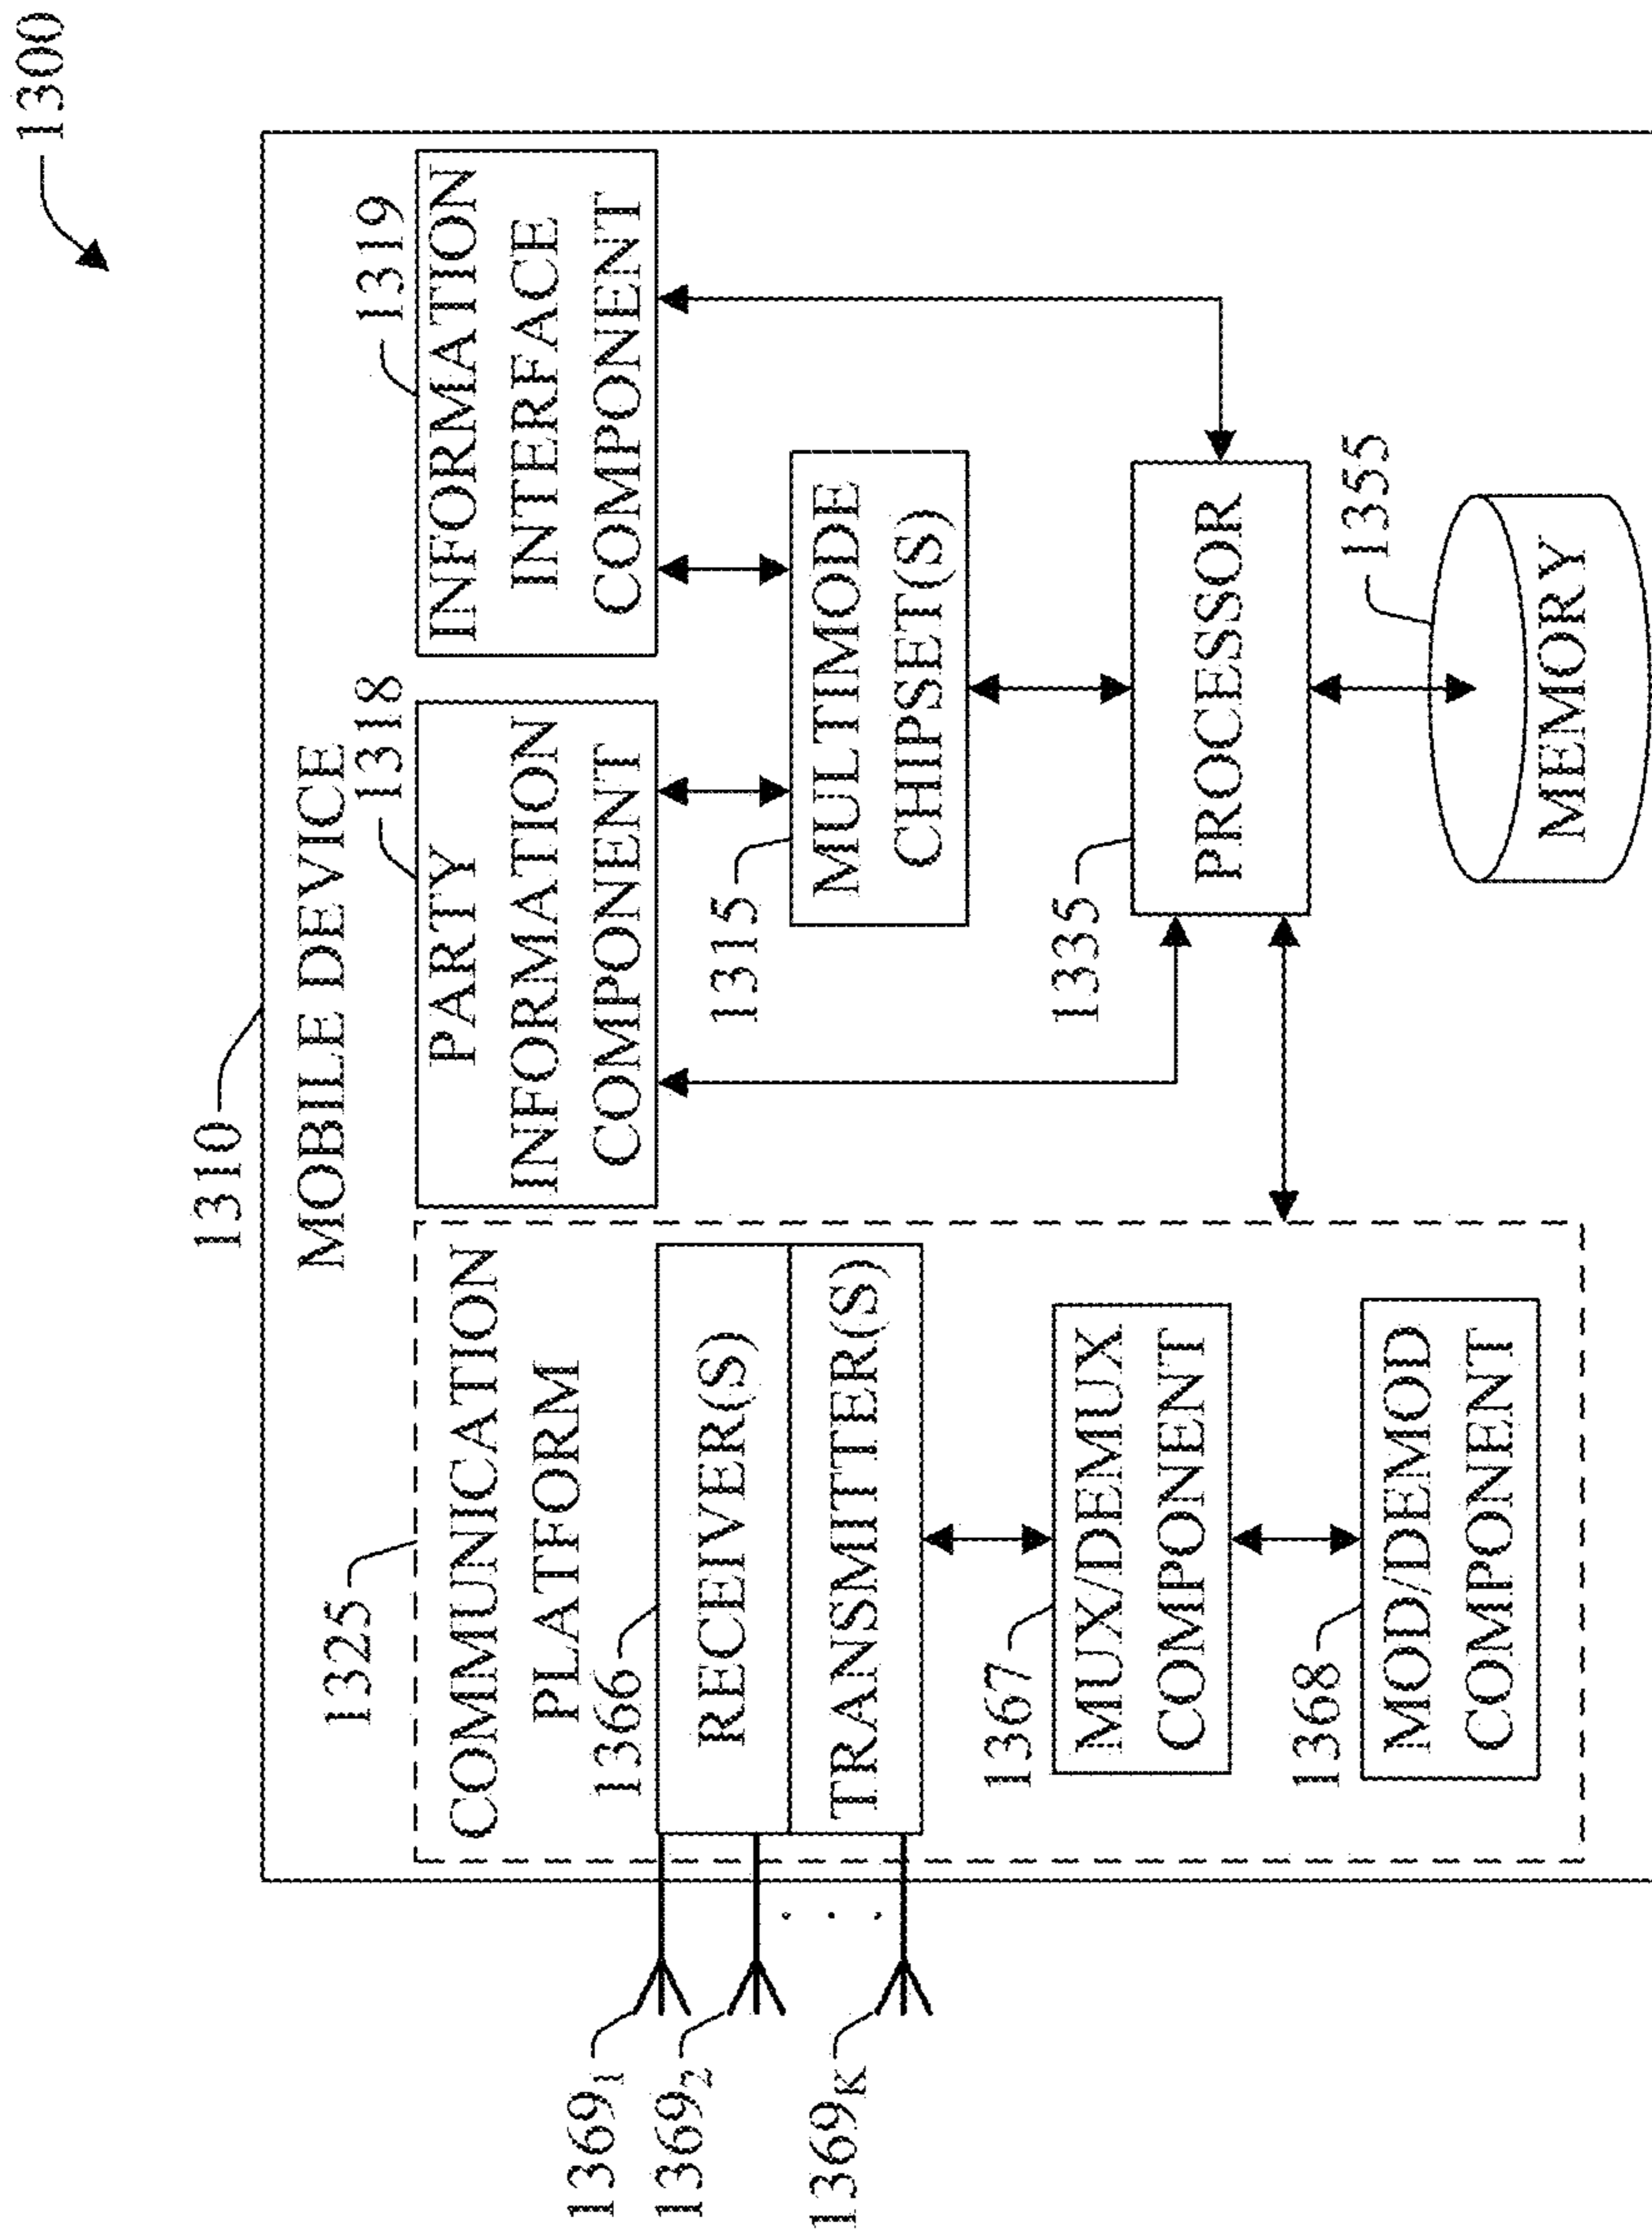 1300
1310
MOBILE DEVICE
1325
COMMUNICATION
PLATFORM
1366
RECEIVER(S)
TRANSMITTER(S)
1367
MUX/DEMUX
COMPONENT
1368
MOD/DEMOD
COMPONENT
1369₁
1369₂
. . .
1369ₖ
1318
PARTY
INFORMATION
COMPONENT
1319
INFORMATION
INTERFACE
COMPONENT
1315
MULTIMODE
CHIPSET(S)
1335
PROCESSOR
1355
MEMORY